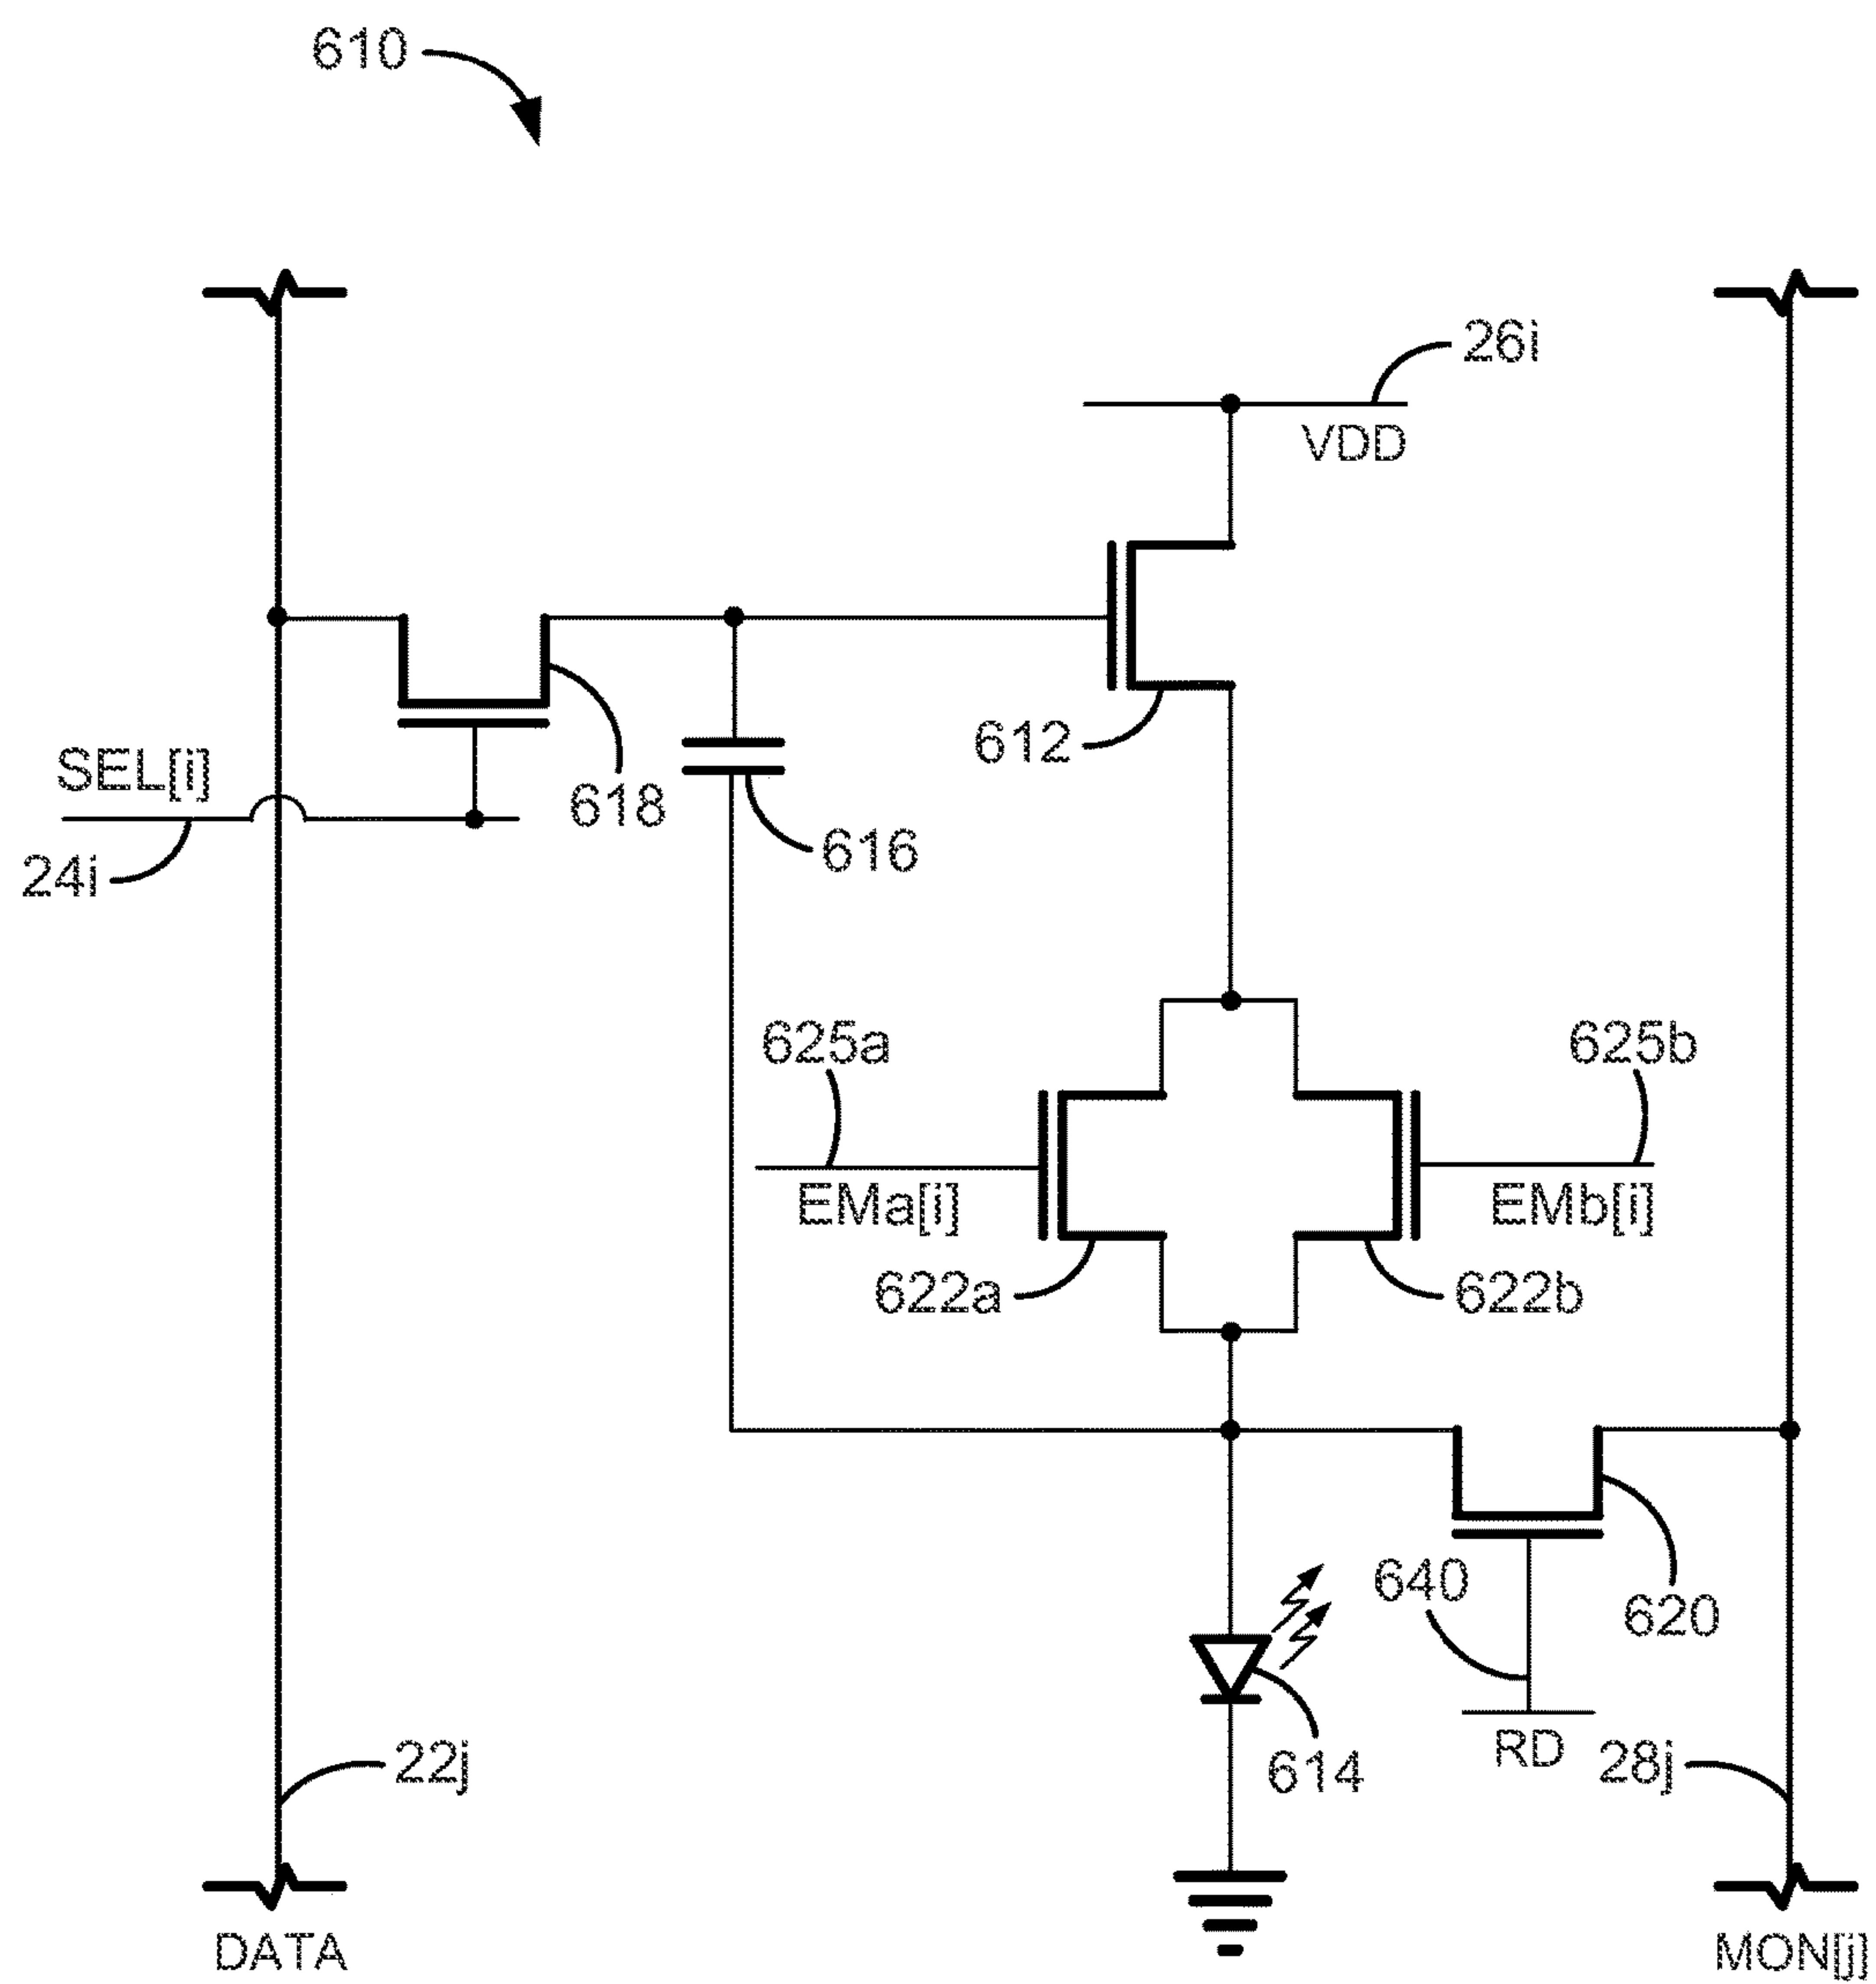 610
26i
VDD
612
SEL[i]
618
616
24i
625a
625b
EMa[i]
EMb[i]
622a
622b
640
620
RD
22j
614
28j
DATA
MON[j]